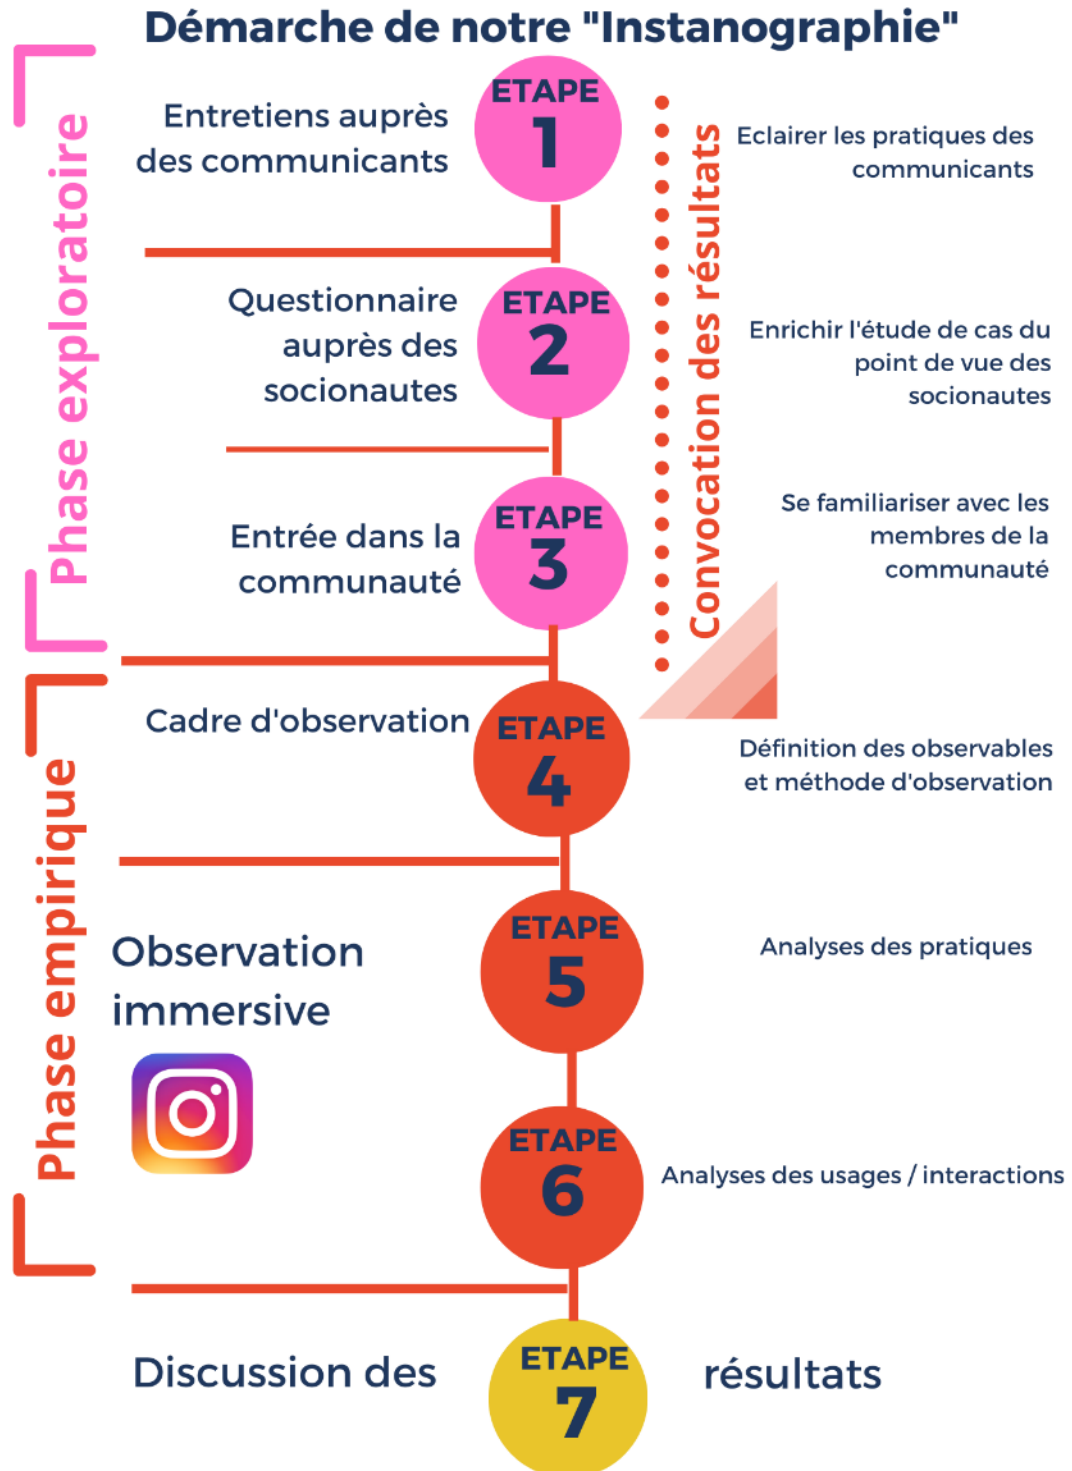 Démarche de notre "Instanographie"
Phase exploratoire
ETAPE
1
Entretiens auprès
des communicants
Eclairer les pratiques des
communicants
Convocation des résultats
ETAPE
2
Questionnaire
auprès des
socionautes
Enrichir l'étude de cas du
point de vue des
socionautes
ETAPE
3
Entrée dans la
communauté
Se familiariser avec les
membres de la
communauté
Phase empirique
ETAPE
4
Cadre d'observation
Définition des observables
et méthode d'observation
ETAPE
5
Observation
immersive
Analyses des pratiques
ETAPE
6
Analyses des usages / interactions
ETAPE
7
Discussion des
résultats